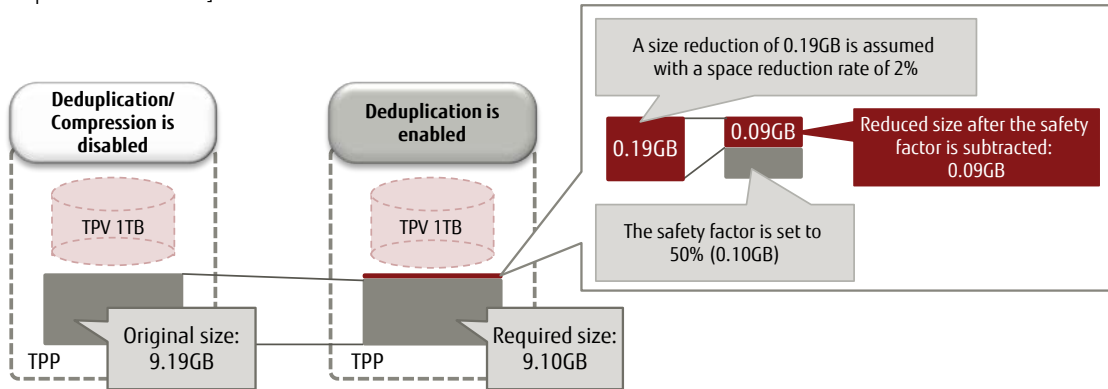 Deduplication/
Compression is
disabled
TPV 1TB
Original size:
9.19GB
TPP
Deduplication is
enabled
TPV 1TB
Required size:
9.10GB
TPP
A size reduction of 0.19GB is assumed
with a space reduction rate of 2%
0.19GB
0.09GB
Reduced size after the safety
factor is subtracted:
0.09GB
The safety factor is set to
50% (0.10GB)